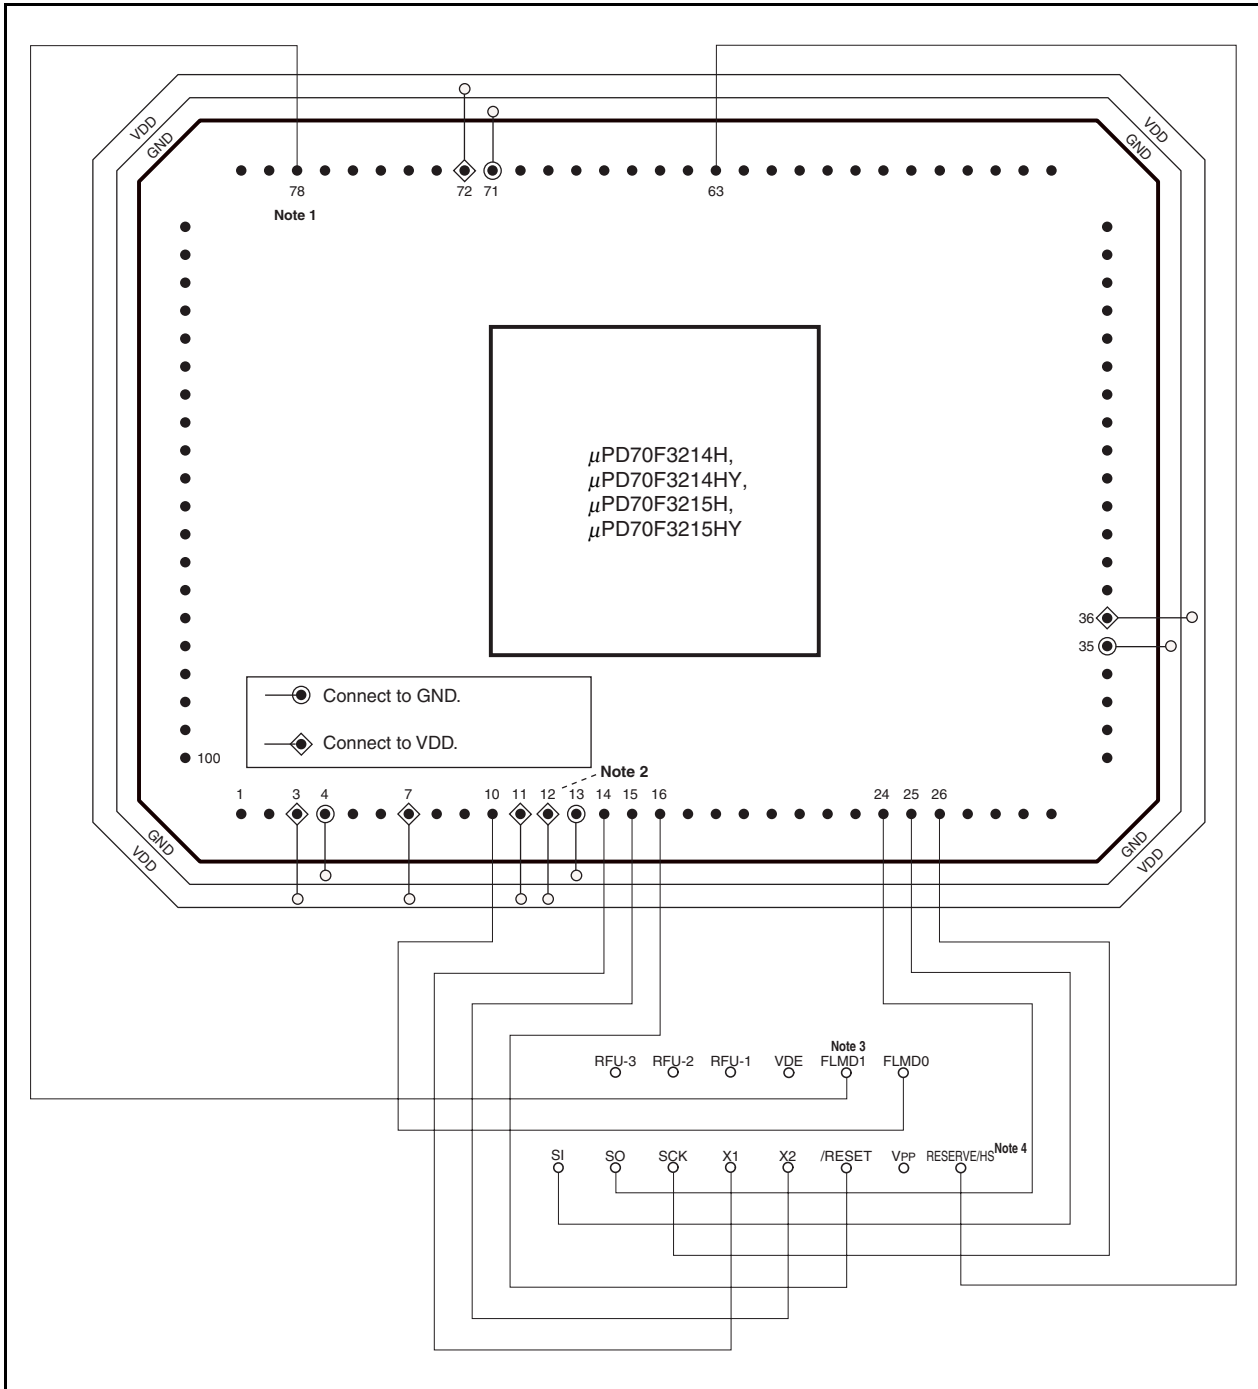 VDD
GND
VDD
GND
78
72
71
63
Note 1
µPD70F3214H,
µPD70F3214HY,
µPD70F3215H,
µPD70F3215HY
36
35
Connect to GND.
Connect to VDD.
100
Note 2
1
3
4
7
10
11
12
13
14
15
16
24
25
26
GND
VDD
GND
VDD
Note 3
RFU-3
RFU-2
RFU-1
VDE
FLMD1
FLMD0
SI
SO
SCK
X1
X2
/RESET
VPP
RESERVE/HS Note 4